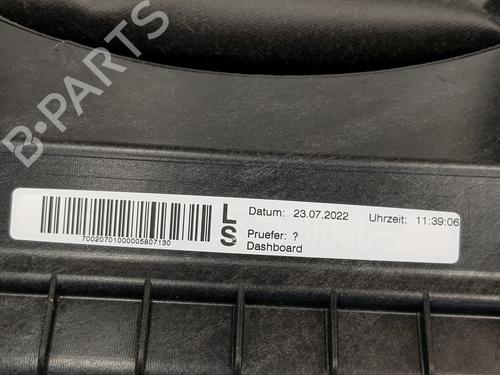 B-PARTS
70020701000005807130
LS
Datum: 23.07.2022 Uhrzeit: 11:39:06
Pruefer: ?
Dashboard